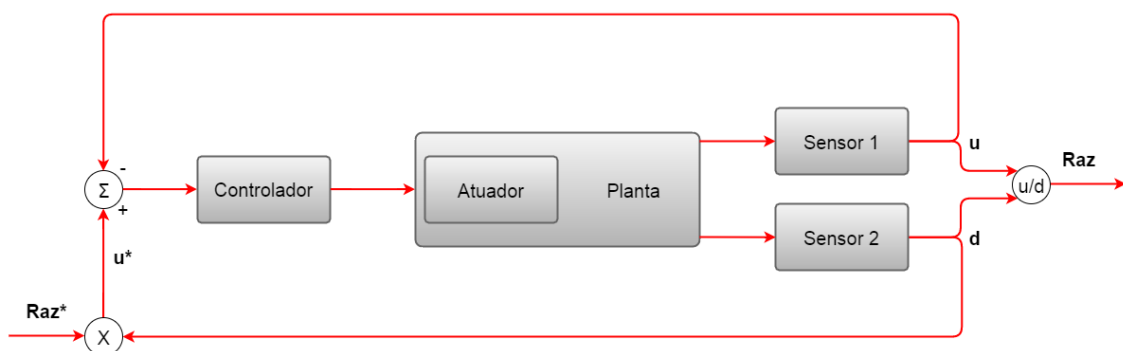 -
Σ
+
Controlador
Atuador
Planta
Sensor 1
Sensor 2
u
d
u/d
Raz
u*
Raz*
X